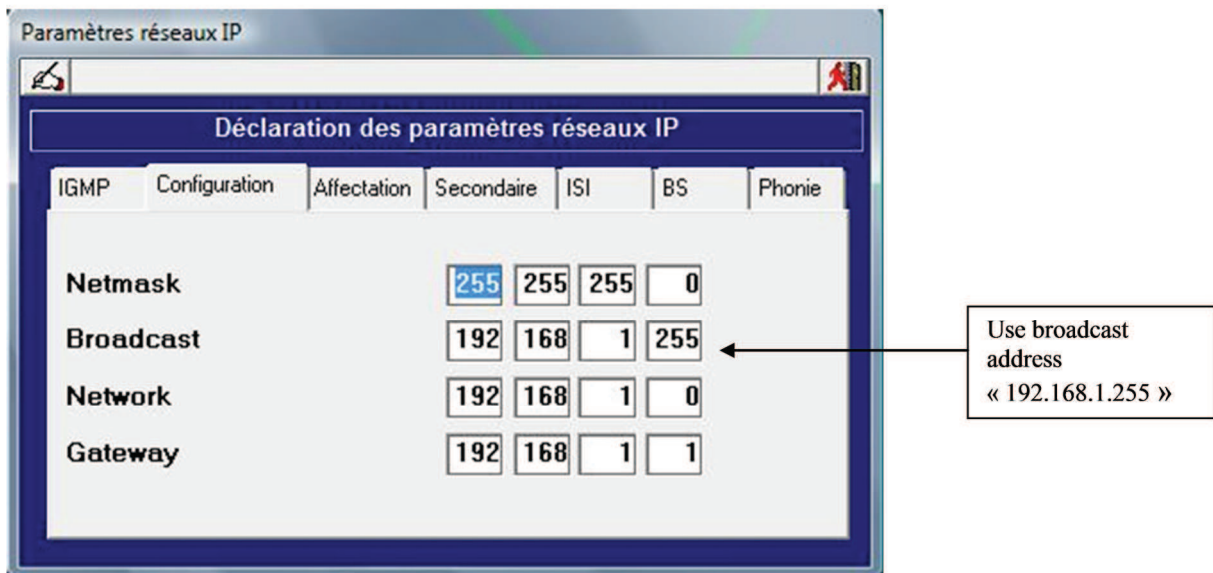 Paramètres réseaux IP
Déclaration des paramètres réseaux IP
IGMP Configuration Affectation Secondaire ISI BS Phonie
Netmask 255 255 255 0
Broadcast 192 168 1 255
Network 192 168 1 0
Gateway 192 168 1 1
Use broadcast
address
« 192.168.1.255 »